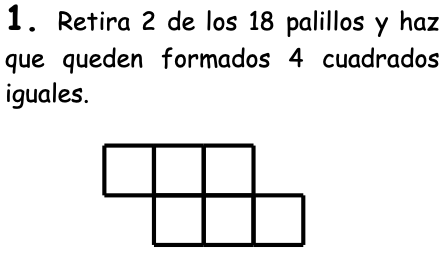 1. Retira 2 de los 18 palillos y haz
que queden formados 4 cuadrados
iguales.